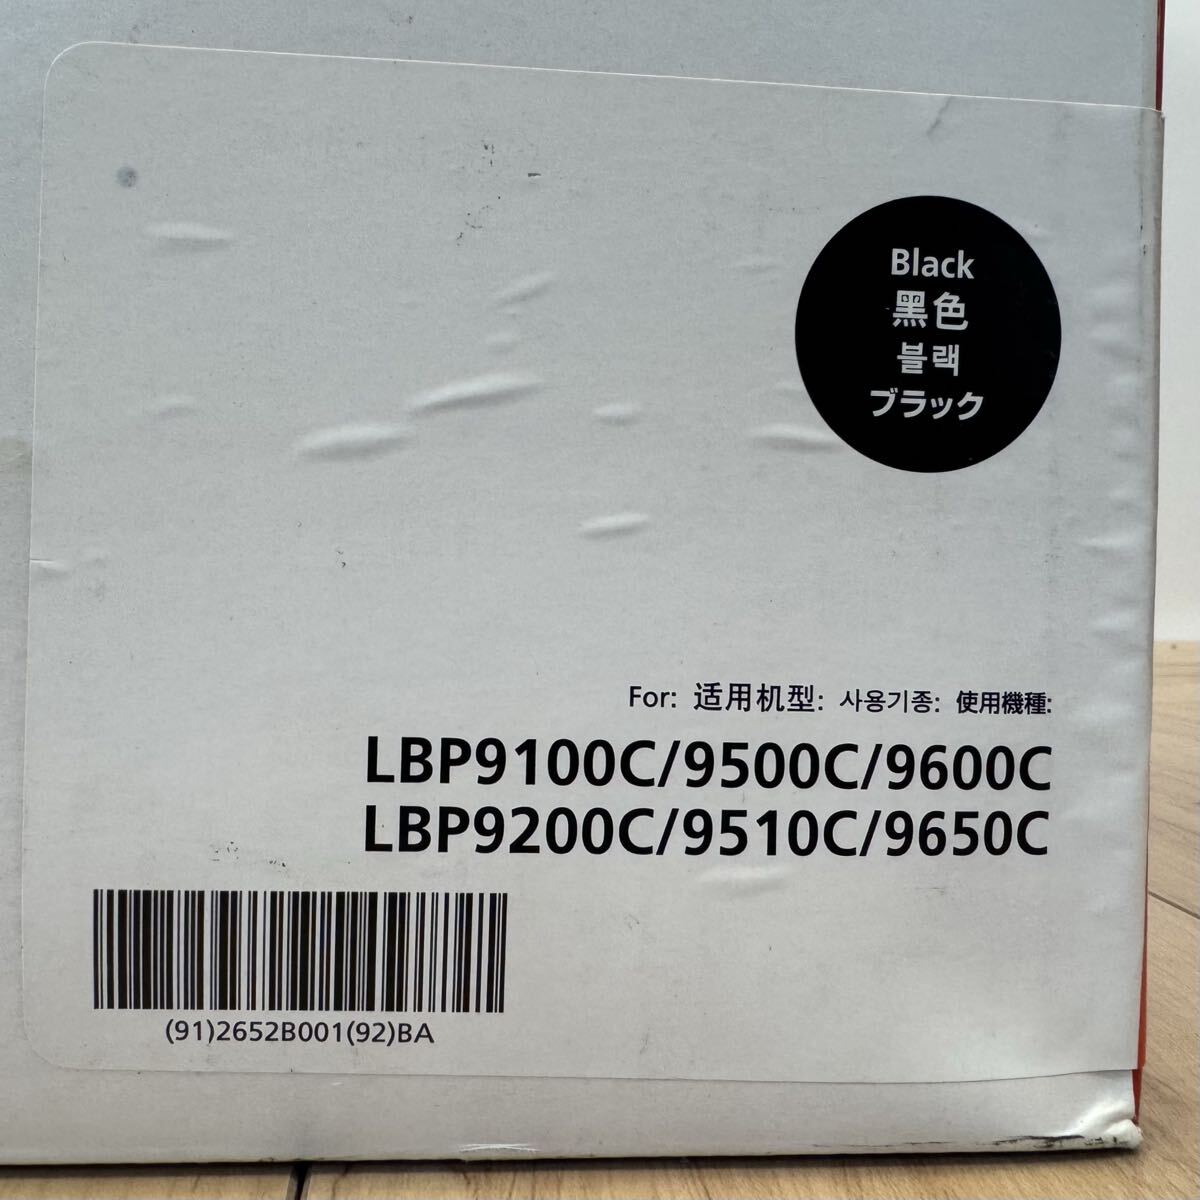 Black
黑色
블랙
ブラック
For: 适用机型: 사용기종: 使用機種:
LBP9100C/9500C/9600C
LBP9200C/9510C/9650C
(91)2652B001(92)BA